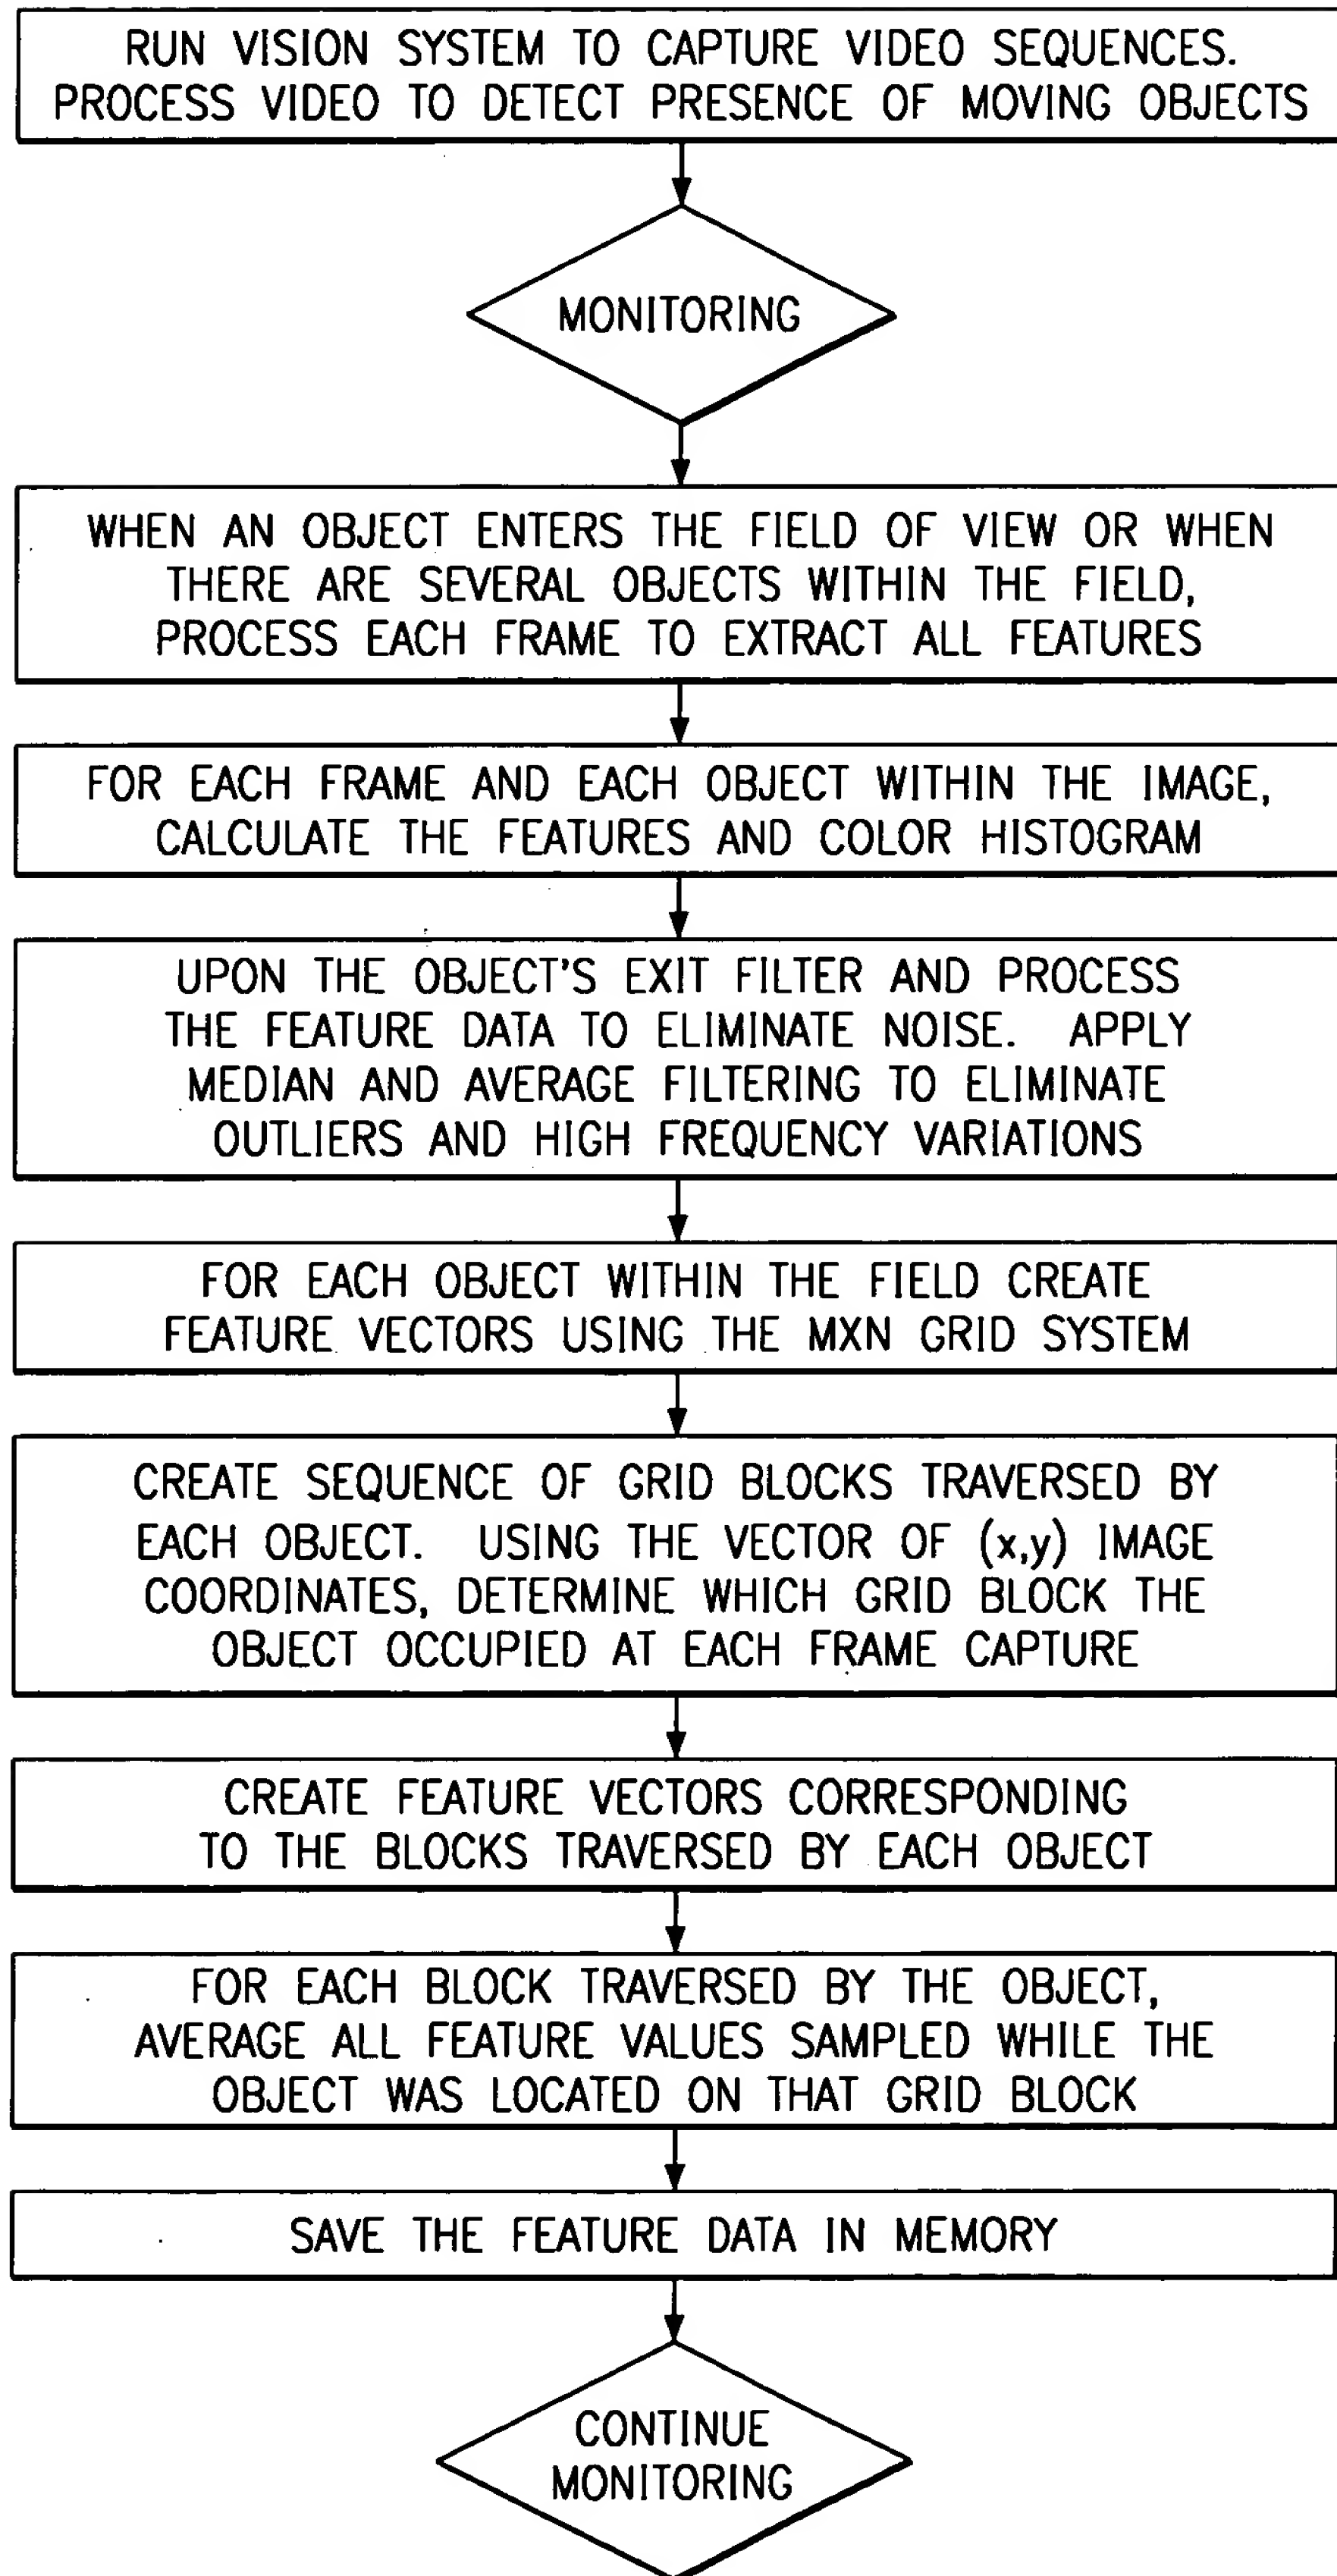 RUN VISION SYSTEM TO CAPTURE VIDEO SEQUENCES.
PROCESS VIDEO TO DETECT PRESENCE OF MOVING OBJECTS
MONITORING
WHEN AN OBJECT ENTERS THE FIELD OF VIEW OR WHEN
THERE ARE SEVERAL OBJECTS WITHIN THE FIELD,
PROCESS EACH FRAME TO EXTRACT ALL FEATURES
FOR EACH FRAME AND EACH OBJECT WITHIN THE IMAGE,
CALCULATE THE FEATURES AND COLOR HISTOGRAM
UPON THE OBJECT'S EXIT FILTER AND PROCESS
THE FEATURE DATA TO ELIMINATE NOISE. APPLY
MEDIAN AND AVERAGE FILTERING TO ELIMINATE
OUTLIERS AND HIGH FREQUENCY VARIATIONS
FOR EACH OBJECT WITHIN THE FIELD CREATE
FEATURE VECTORS USING THE MXN GRID SYSTEM
CREATE SEQUENCE OF GRID BLOCKS TRAVERSED BY
EACH OBJECT. USING THE VECTOR OF (x,y) IMAGE
COORDINATES, DETERMINE WHICH GRID BLOCK THE
OBJECT OCCUPIED AT EACH FRAME CAPTURE
CREATE FEATURE VECTORS CORRESPONDING
TO THE BLOCKS TRAVERSED BY EACH OBJECT
FOR EACH BLOCK TRAVERSED BY THE OBJECT,
AVERAGE ALL FEATURE VALUES SAMPLED WHILE THE
OBJECT WAS LOCATED ON THAT GRID BLOCK
SAVE THE FEATURE DATA IN MEMORY
CONTINUE
MONITORING